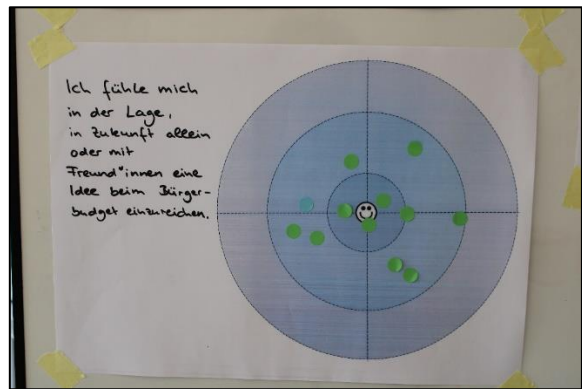 Ich fühle mich
in der Lage,
in Zukunft allein
oder mit
Freund*innen eine
Idee beim Bürger-
budget einzureichen.